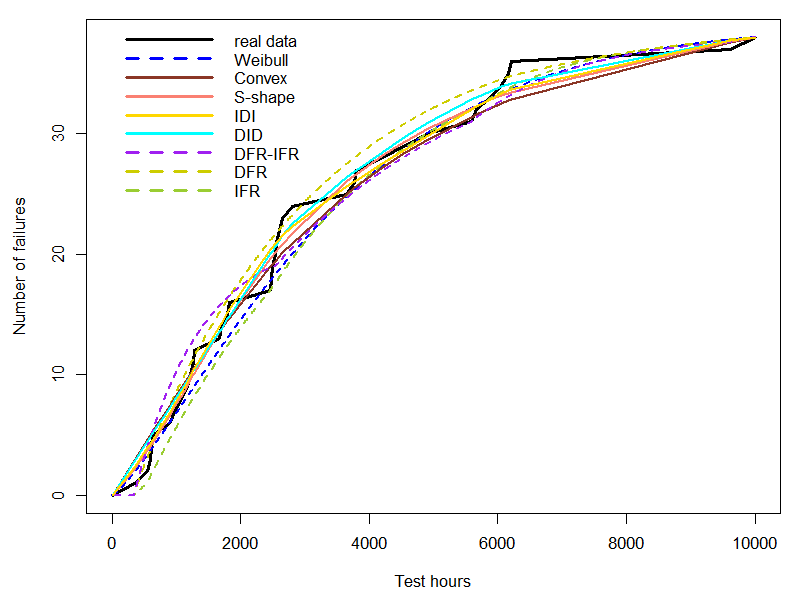 real data
Weibull
Convex
S-shape
IDI
DID
DFR-IFR
DFR
IFR
Number of failures
30
20
10
0
0 2000 4000 6000 8000 10000
Test hours